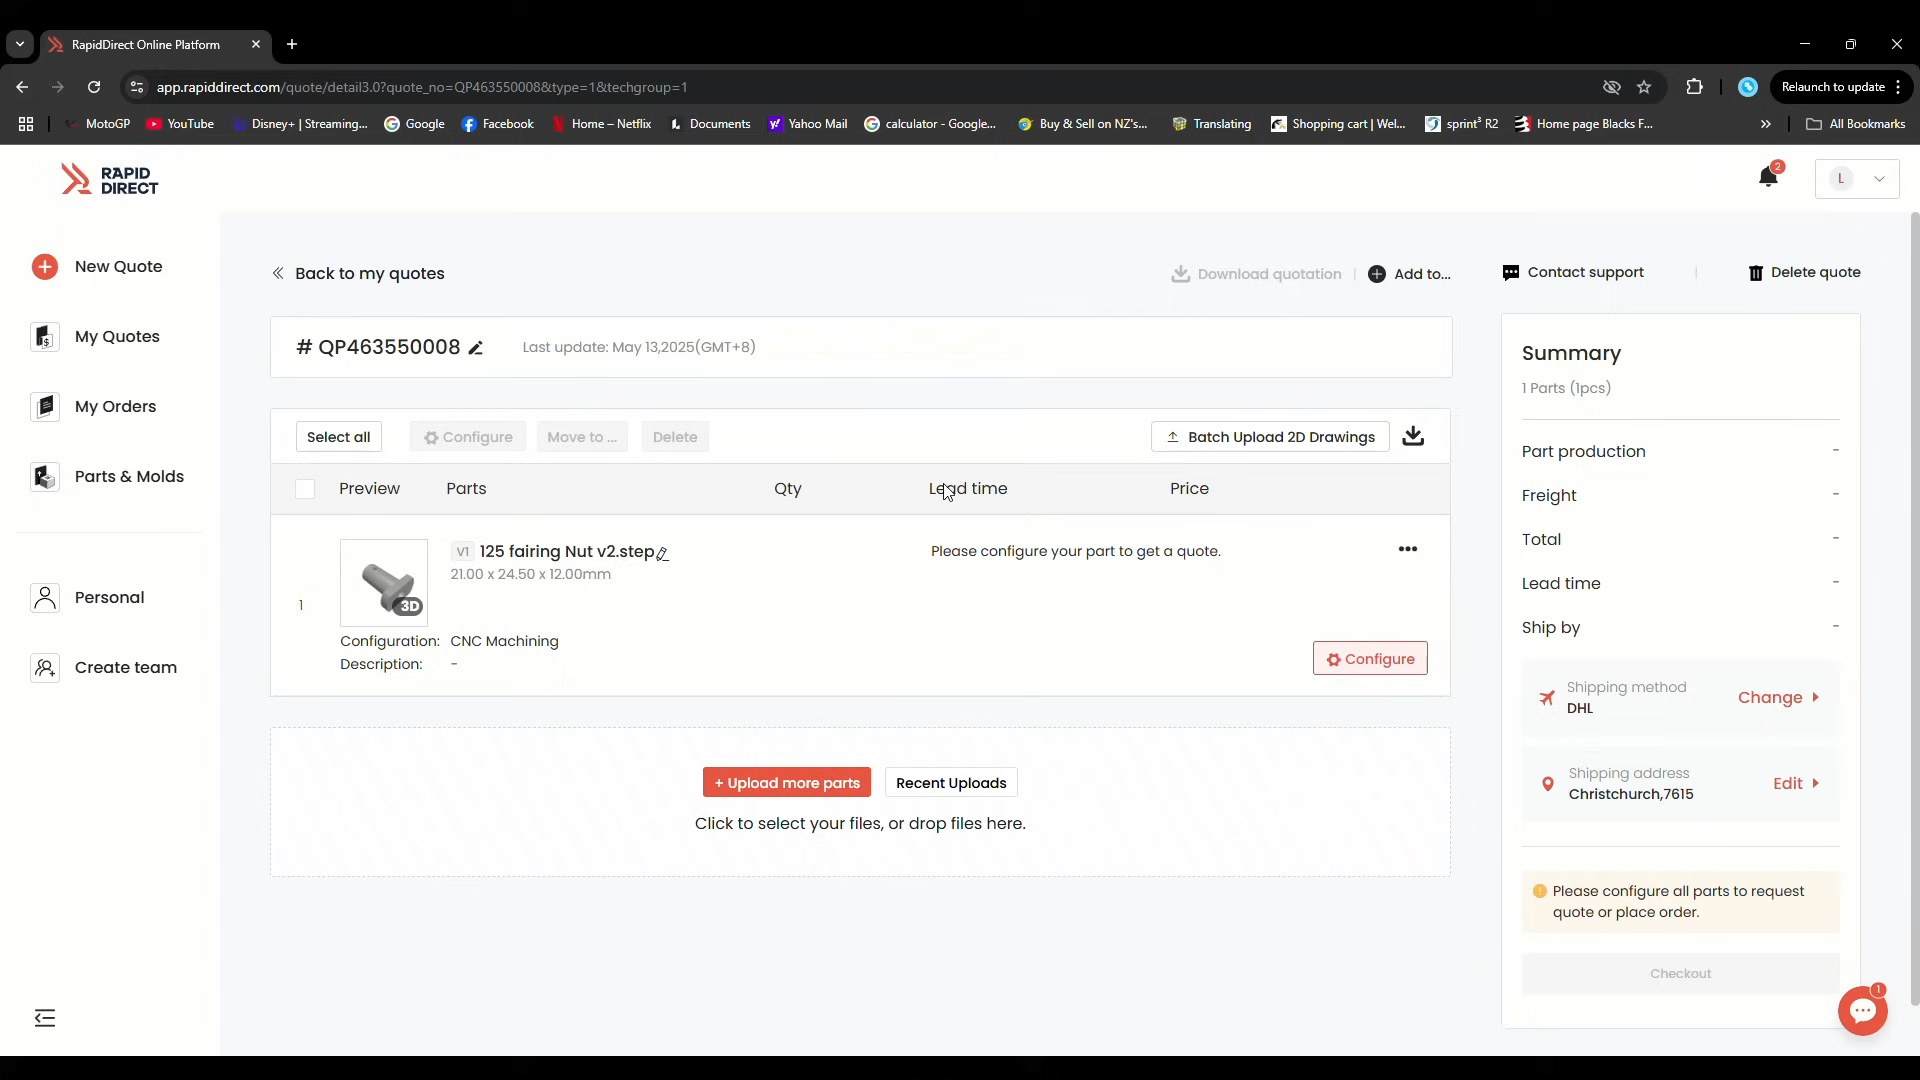 RapidDirect Online Platform
app.rapiddirect.com/quote/detail3.0?quote_no=QP463550008&type=1&techgroup=1
Relaunch to update
MotoGP
YouTube
Disney+ | Streaming...
Google
Facebook
Home – Netflix
Documents
Yahoo Mail
calculator - Google...
Buy & Sell on NZ's...
Translating
Shopping cart | Wel...
sprint³ R2
Home page Blacks F...
»
All Bookmarks
RAPID
DIRECT
2
L
New Quote
My Quotes
My Orders
Parts & Molds
Personal
Create team
Back to my quotes
Download quotation
Add to...
Contact support
Delete quote
# QP463550008
Last update: May 13,2025(GMT+8)
Select all
Configure
Move to ...
Delete
Batch Upload 2D Drawings
Preview
Parts
Qty
Lead time
Price
1
3D
V1 125 fairing Nut v2.step
21.00 x 24.50 x 12.00mm
Please configure your part to get a quote.
Configuration: CNC Machining
Description: -
Configure
+ Upload more parts
Recent Uploads
Click to select your files, or drop files here.
Summary
1 Parts (1pcs)
Part production -
Freight -
Total -
Lead time -
Ship by -
Shipping method
DHL
Change
Shipping address
Christchurch,7615
Edit
Please configure all parts to request
quote or place order.
Checkout
1